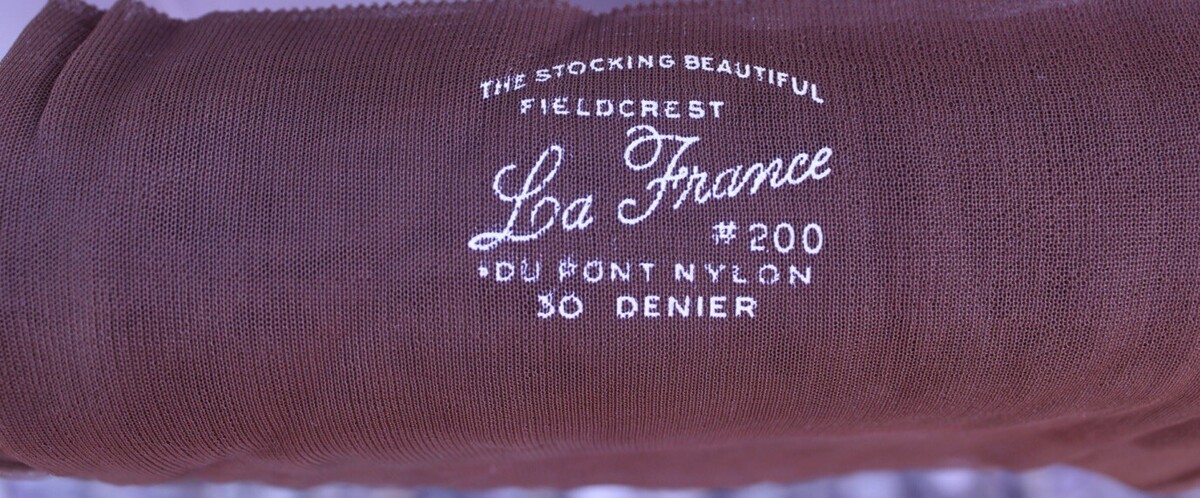 THE STOCKING BEAUTIFUL
FIELDCREST
La France
#200
•DU PONT NYLON
30 DENIER